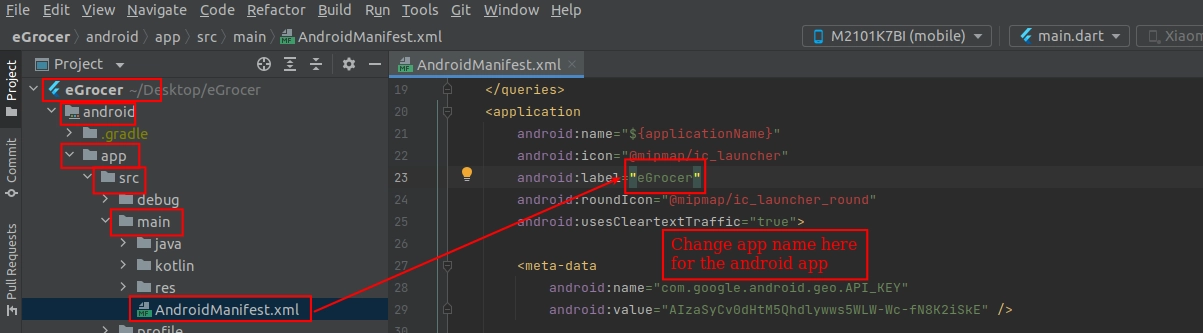 File Edit View Navigate Code Refactor Build Run Tools Git Window Help
eGrocer android app src main AndroidManifest.xml M2101K7BI (mobile) main.dart Xiaom
Project
Project
AndroidManifest.xml
eGrocer ~/Desktop/eGrocer
android
.gradle
app
src
debug
main
java
kotlin
res
AndroidManifest.xml
profile
Commit
Pull Requests
19 </queries>
20 <application
21 android:name="${applicationName}"
22 android:icon="@mipmap/ic_launcher"
23 android:label="eGrocer"
24 android:roundIcon="@mipmap/ic_launcher_round"
25 android:usesCleartextTraffic="true">
26
27 <meta-data
28 android:name="com.google.android.geo.API_KEY"
29 android:value="AIzaSyCv0dHtM5Qhdlywws5WLW-Wc-fN8K2iSkE" />
30
Change app name here
for the android app